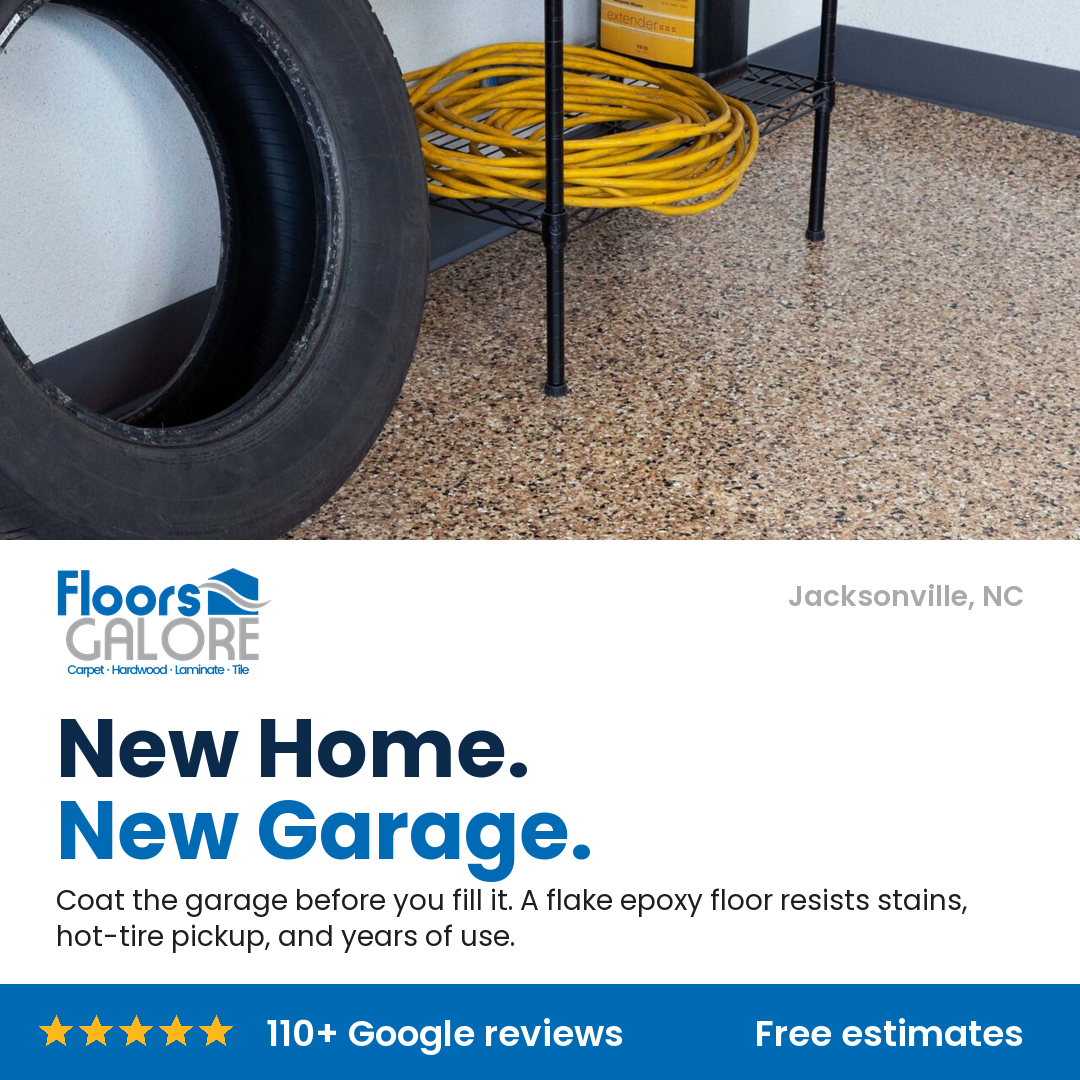 extender
Floors
GALORE
Carpet · Hardwood · Laminate · Tile
Jacksonville, NC
New Home.
New Garage.
Coat the garage before you fill it. A flake epoxy floor resists stains,
hot-tire pickup, and years of use.
110+ Google reviews
Free estimates